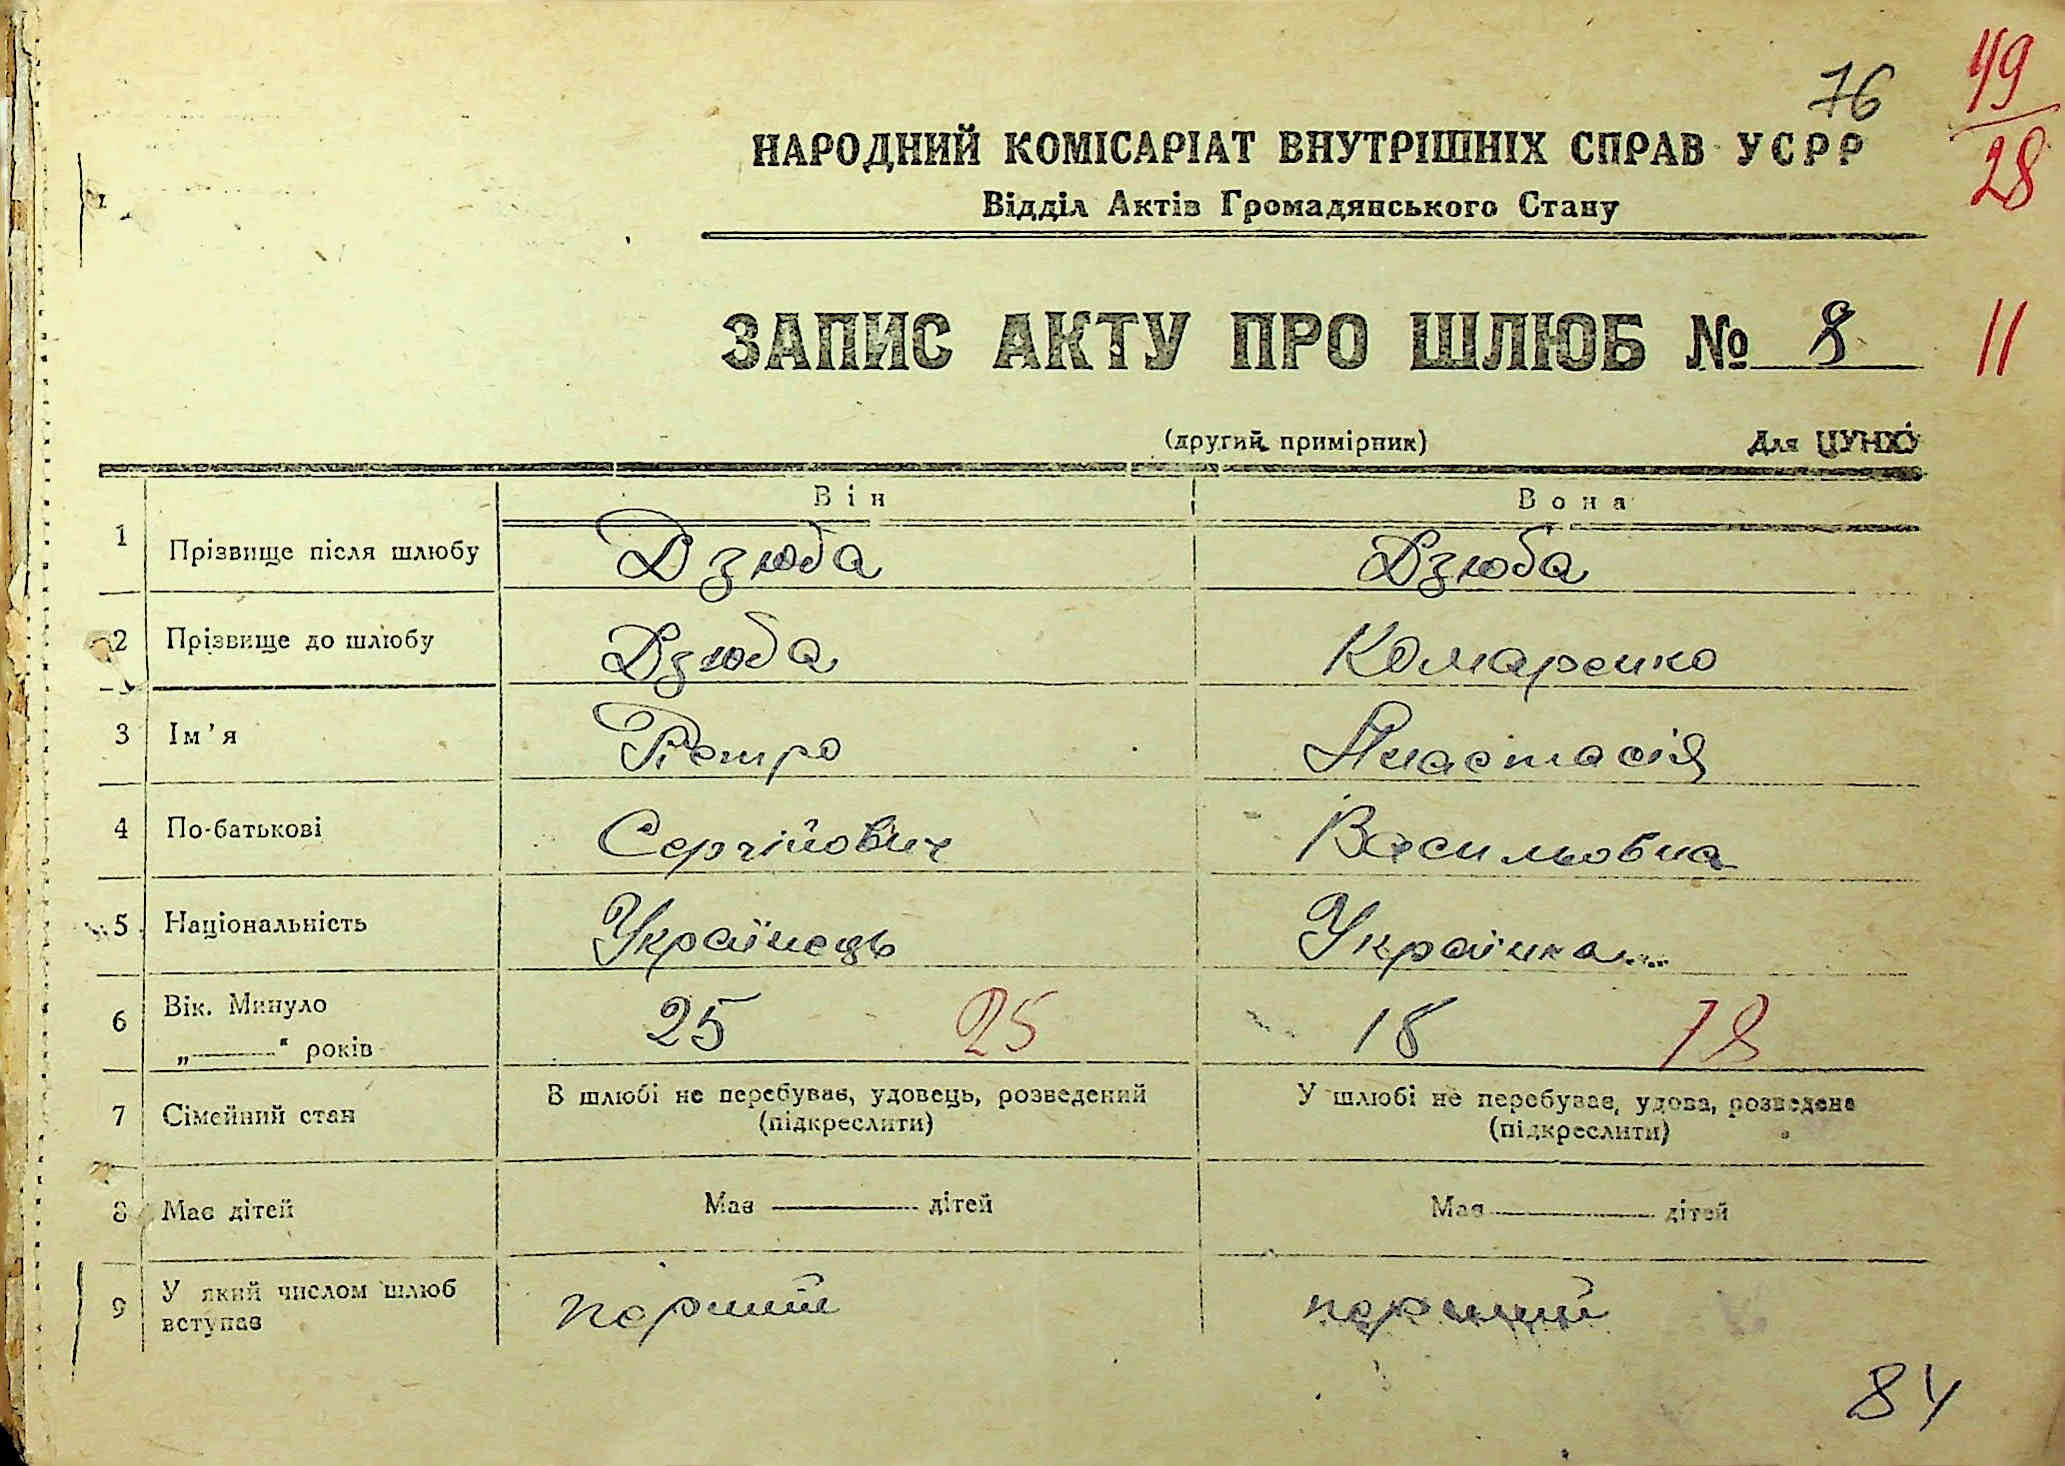 76
49
28
НАРОДНИЙ КОМІСАРІАТ ВНУТРІШНІХ СПРАВ УСРР
Відділ Актів Громадянського Стану
ЗАПИС АКТУ ПРО ШЛЮБ № 8
11
(другий примірник) Для ЦУНХО
Він Вона
1 Прізвище після шлюбу Дзюба Дзюба
2 Прізвище до шлюбу Дзюба Комаренко
3 Ім'я Петро Анастасія
4 По-батькові Сергійович Васильовна
5 Національність Українець Українка
6 Вік. Минуло 25 25 18 18
„———“ років
7 Сімейний стан В шлюбі не перебуває, удовець, розведений У шлюбі не перебуває, удова, розведена
(підкреслити) (підкреслити)
8 Має дітей Має ——— дітей Має ——— дітей
9 У який числом шлюб вступає перший перший
84